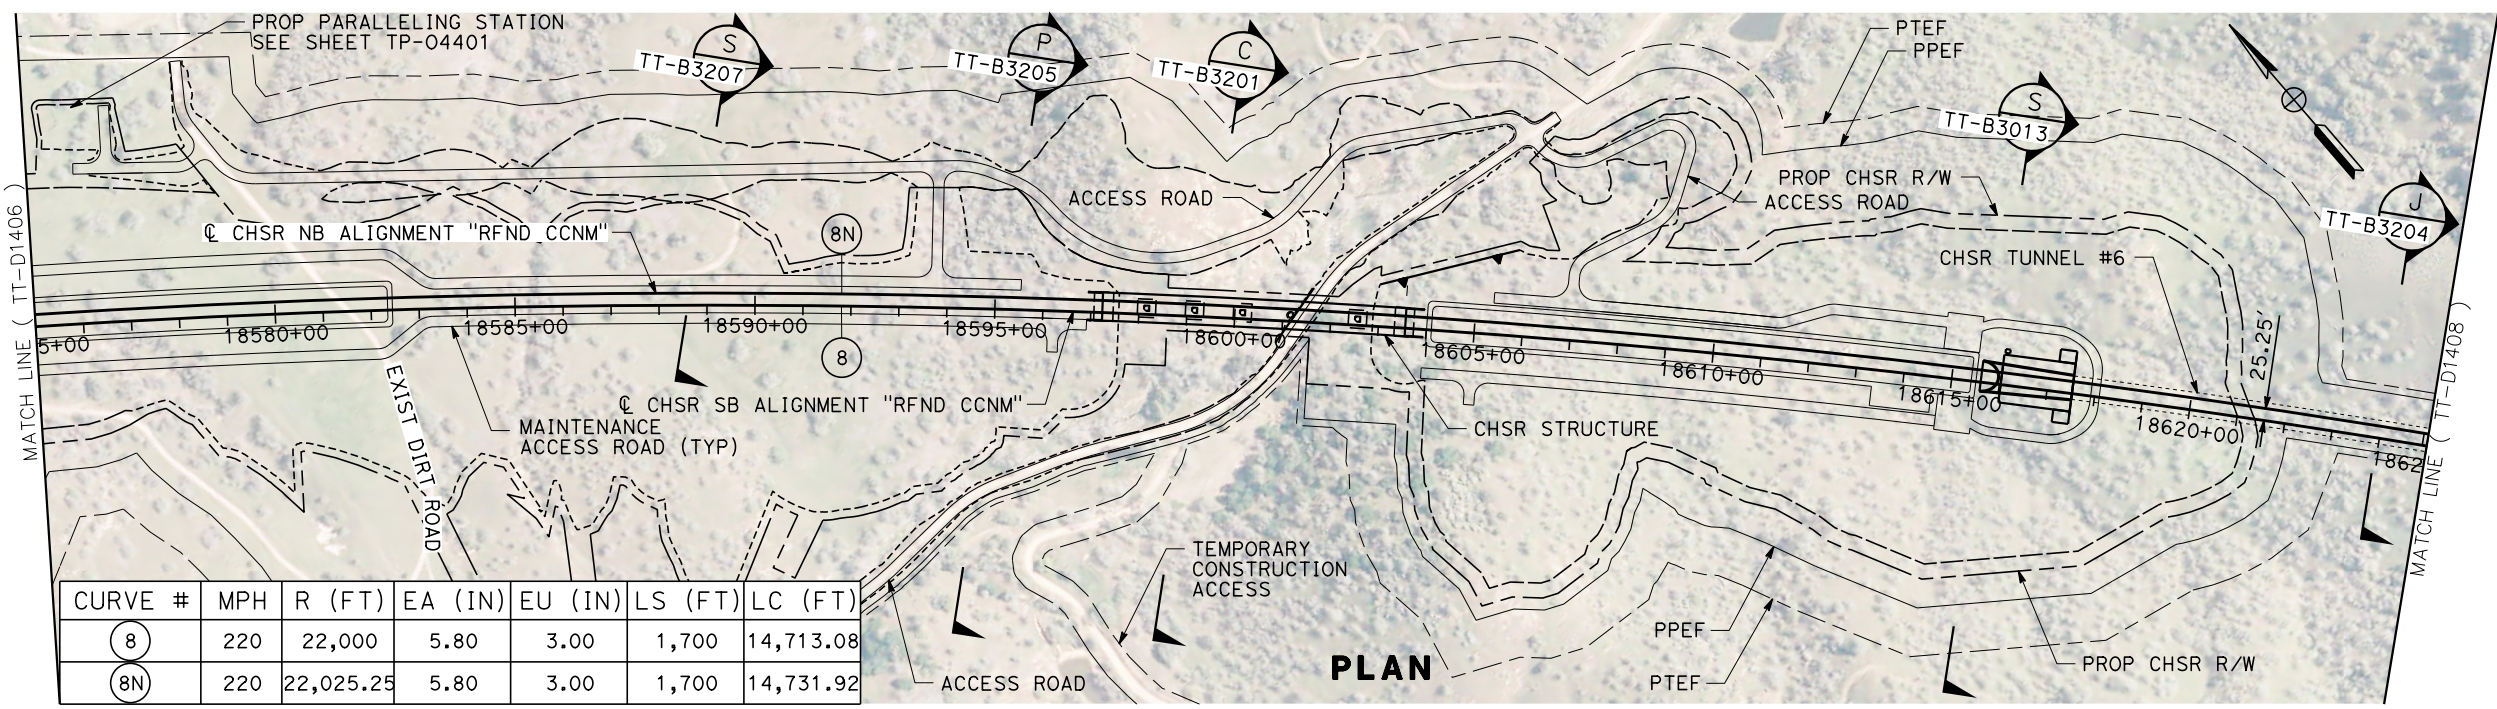 PROP PARALLELING STATION
SEE SHEET TP-04401
S
TT-B3207
P
TT-B3205
C
TT-B3201
PTEF
PPEF
S
TT-B3013
J
TT-B3204
MATCH LINE ( TT-D1406 )
ACCESS ROAD
PROP CHSR R/W
ACCESS ROAD
℄ CHSR NB ALIGNMENT "RFND CCNM"
8N
CHSR TUNNEL #6
5+00
18580+00
18585+00
18590+00
18595+00
18600+00
18605+00
18610+00
18615+00
18620+00
1862
25.25'
8
MATCH LINE ( TT-D1408 )
EXIST DIRT ROAD
℄ CHSR SB ALIGNMENT "RFND CCNM"
MAINTENANCE
ACCESS ROAD (TYP)
CHSR STRUCTURE
TEMPORARY
CONSTRUCTION
ACCESS
CURVE # MPH R (FT) EA (IN) EU (IN) LS (FT) LC (FT)
8 220 22,000 5.80 3.00 1,700 14,713.08
8N 220 22,025.25 5.80 3.00 1,700 14,731.92
ACCESS ROAD
PLAN
PPEF
PTEF
PROP CHSR R/W